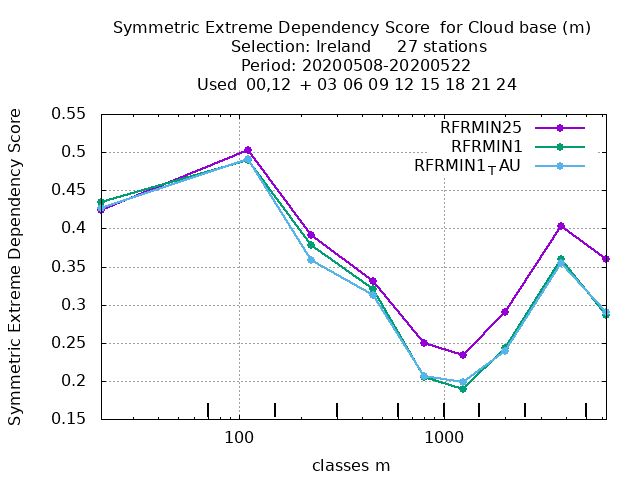 Symmetric Extreme Dependency Score  for Cloud base (m)
Selection: Ireland     27 stations
Period: 20200508-20200522
Used  00,12  + 03 06 09 12 15 18 21 24
RFRMIN25
RFRMIN1
RFRMIN1TAU
Symmetric Extreme Dependency Score
0.55
0.5
0.45
0.4
0.35
0.3
0.25
0.2
0.15
100
1000
classes m